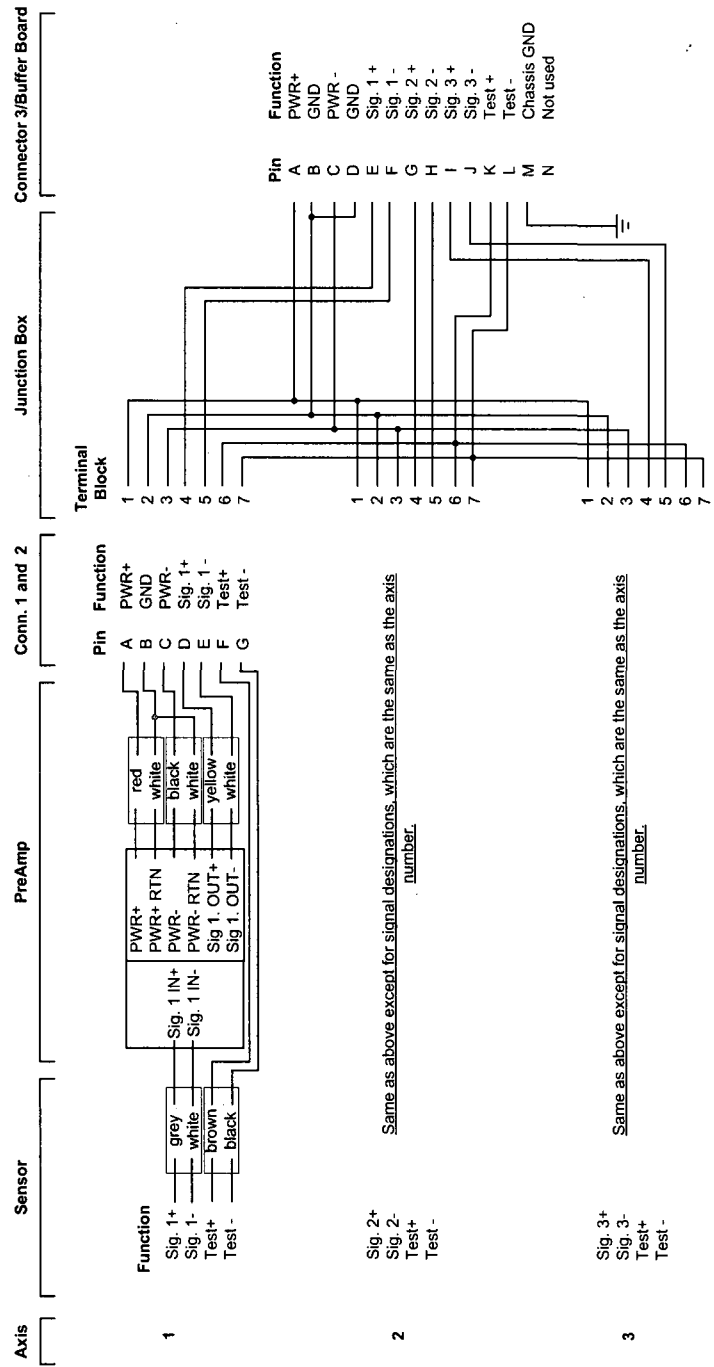 Axis
Sensor
PreAmp
Conn. 1 and 2
Junction Box
Connector 3/Buffer Board
1
Function
Sig. 1+
Sig. 1-
Test+
Test -
grey
white
brown
black
Sig. 1 IN+
Sig. 1 IN-
PWR+
PWR+ RTN
PWR-
PWR- RTN
Sig 1. OUT+
Sig 1. OUT-
red
white
black
white
yellow
white
Pin Function
A PWR+
B GND
C PWR-
D Sig. 1+
E Sig. 1 -
F Test+
G Test -
Terminal
Block
1
2
3
4
5
6
7
2
Sig. 2+
Sig. 2-
Test+
Test -
Same as above except for signal designations, which are the same as the axis
number.
1
2
3
4
5
6
7
3
Sig. 3+
Sig. 3-
Test+
Test -
Same as above except for signal designations, which are the same as the axis
number.
1
2
3
4
5
6
7
Pin Function
A PWR+
B GND
C PWR -
D GND
E Sig. 1 +
F Sig. 1 -
G Sig. 2 +
H Sig. 2 -
I Sig. 3 +
J Sig. 3 -
K Test +
L Test -
M Chassis GND
N Not used